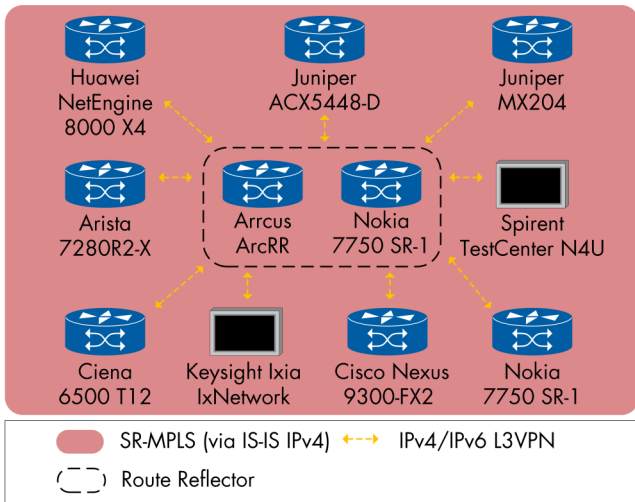 Huawei
NetEngine
8000 X4
Juniper
ACX5448-D
Juniper
MX204
Arista
7280R2-X
Arrcus
ArcRR
Nokia
7750 SR-1
Spirent
TestCenter N4U
Ciena
6500 T12
Keysight Ixia
IxNetwork
Cisco Nexus
9300-FX2
Nokia
7750 SR-1
SR-MPLS (via IS-IS IPv4)
IPv4/IPv6 L3VPN
Route Reflector